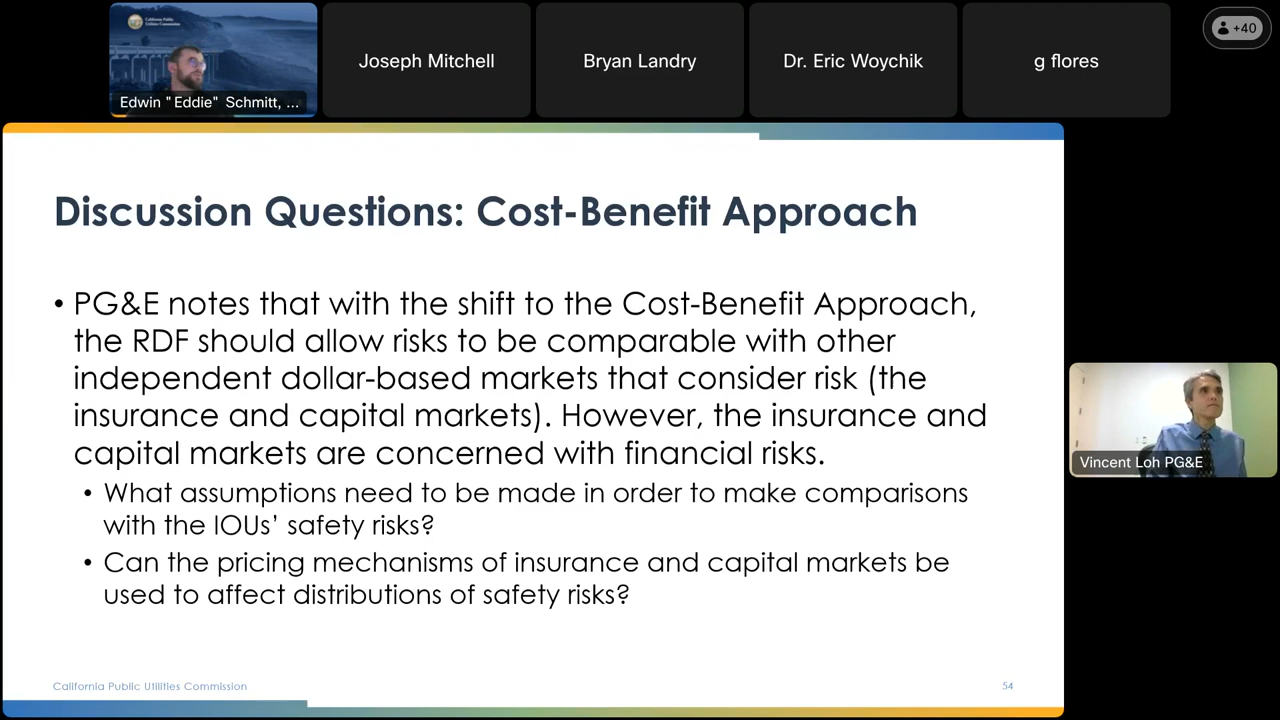 California Public
Utilities Commission
Edwin "Eddie" Schmitt, ...
Joseph Mitchell
Bryan Landry
Dr. Eric Woychik
g flores
+40
Discussion Questions: Cost-Benefit Approach
• PG&E notes that with the shift to the Cost-Benefit Approach,
the RDF should allow risks to be comparable with other
independent dollar-based markets that consider risk (the
insurance and capital markets). However, the insurance and
capital markets are concerned with financial risks.
• What assumptions need to be made in order to make comparisons
with the IOUs’ safety risks?
• Can the pricing mechanisms of insurance and capital markets be
used to affect distributions of safety risks?
Vincent Loh PG&E
California Public Utilities Commission
54